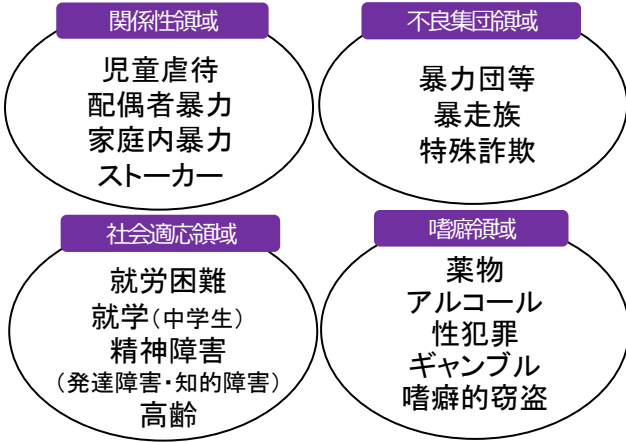 関係性領域
児童虐待
配偶者暴力
家庭内暴力
ストーカー
不良集団領域
暴力団等
暴走族
特殊詐欺
社会適応領域
就労困難
就学（中学生）
精神障害
（発達障害・知的障害）
高齢
嗜癖領域
薬物
アルコール
性犯罪
ギャンブル
嗜癖的窃盗